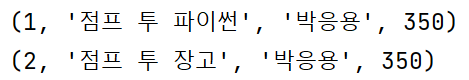 (1, '점프 투 파이썬', '박응용', 350)
(2, '점프 투 장고', '박응용', 350)